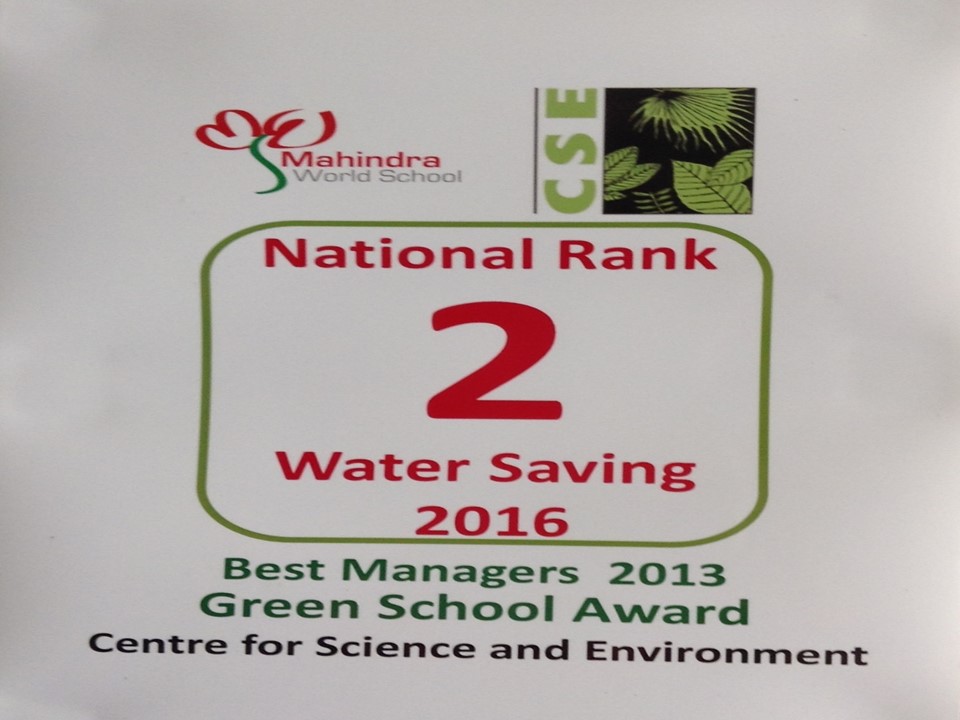 Mahindra
World School
CSE
National Rank
2
Water Saving
2016
Best Managers 2013
Green School Award
Centre for Science and Environment